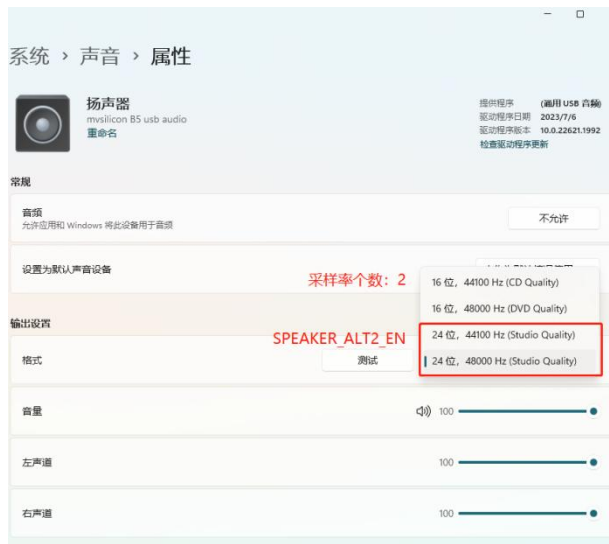 系统 › 声音 › 属性
扬声器
mvsilicon B5 usb audio
重命名
提供程序 (通用 USB 音频)
驱动程序日期 2023/7/6
驱动程序版本 10.0.22621.1992
检查驱动程序更新
常规
音频
允许应用和 Windows 将此设备用于音频
不允许
设置为默认声音设备
采样率个数：2
16 位，44100 Hz (CD Quality)
16 位，48000 Hz (DVD Quality)
输出设置
SPEAKER_ALT2_EN
24 位，44100 Hz (Studio Quality)
格式
测试
24 位，48000 Hz (Studio Quality)
音量
100
左声道
100
右声道
100